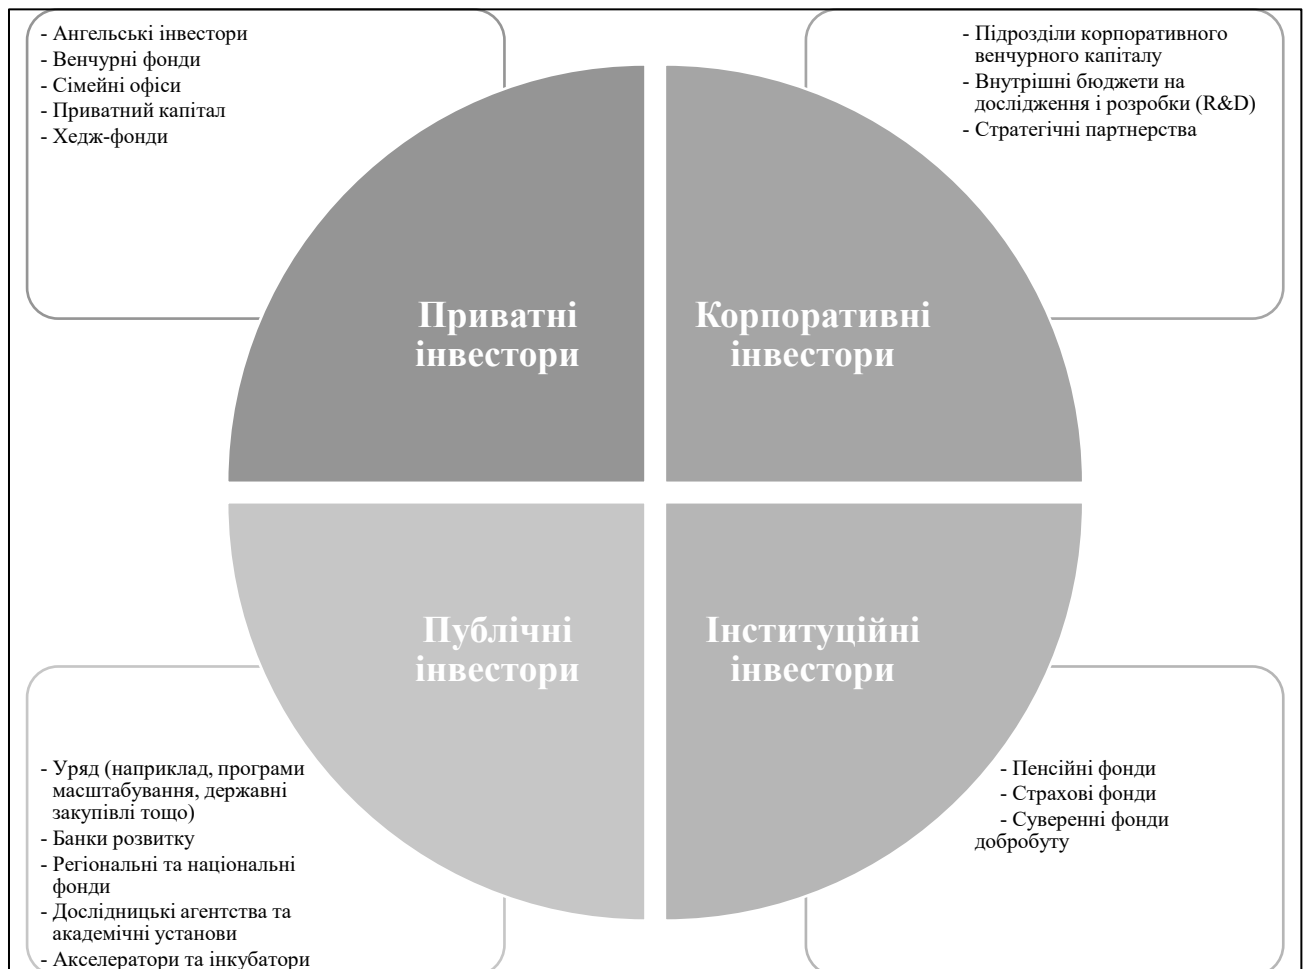 - Ангельські інвестори
- Венчурні фонди
- Сімейні офіси
- Приватний капітал
- Хедж-фонди
- Підрозділи корпоративного
венчурного капіталу
- Внутрішні бюджети на
дослідження і розробки (R&D)
- Стратегічні партнерства
Приватні
інвестори
Корпоративні
інвестори
Публічні
інвестори
Інституційні
інвестори
- Уряд (наприклад, програми
масштабування, державні
закупівлі тощо)
- Банки розвитку
- Регіональні та національні
фонди
- Дослідницькі агентства та
академічні установи
- Акселератори та інкубатори
- Пенсійні фонди
- Страхові фонди
- Суверенні фонди
добробуту